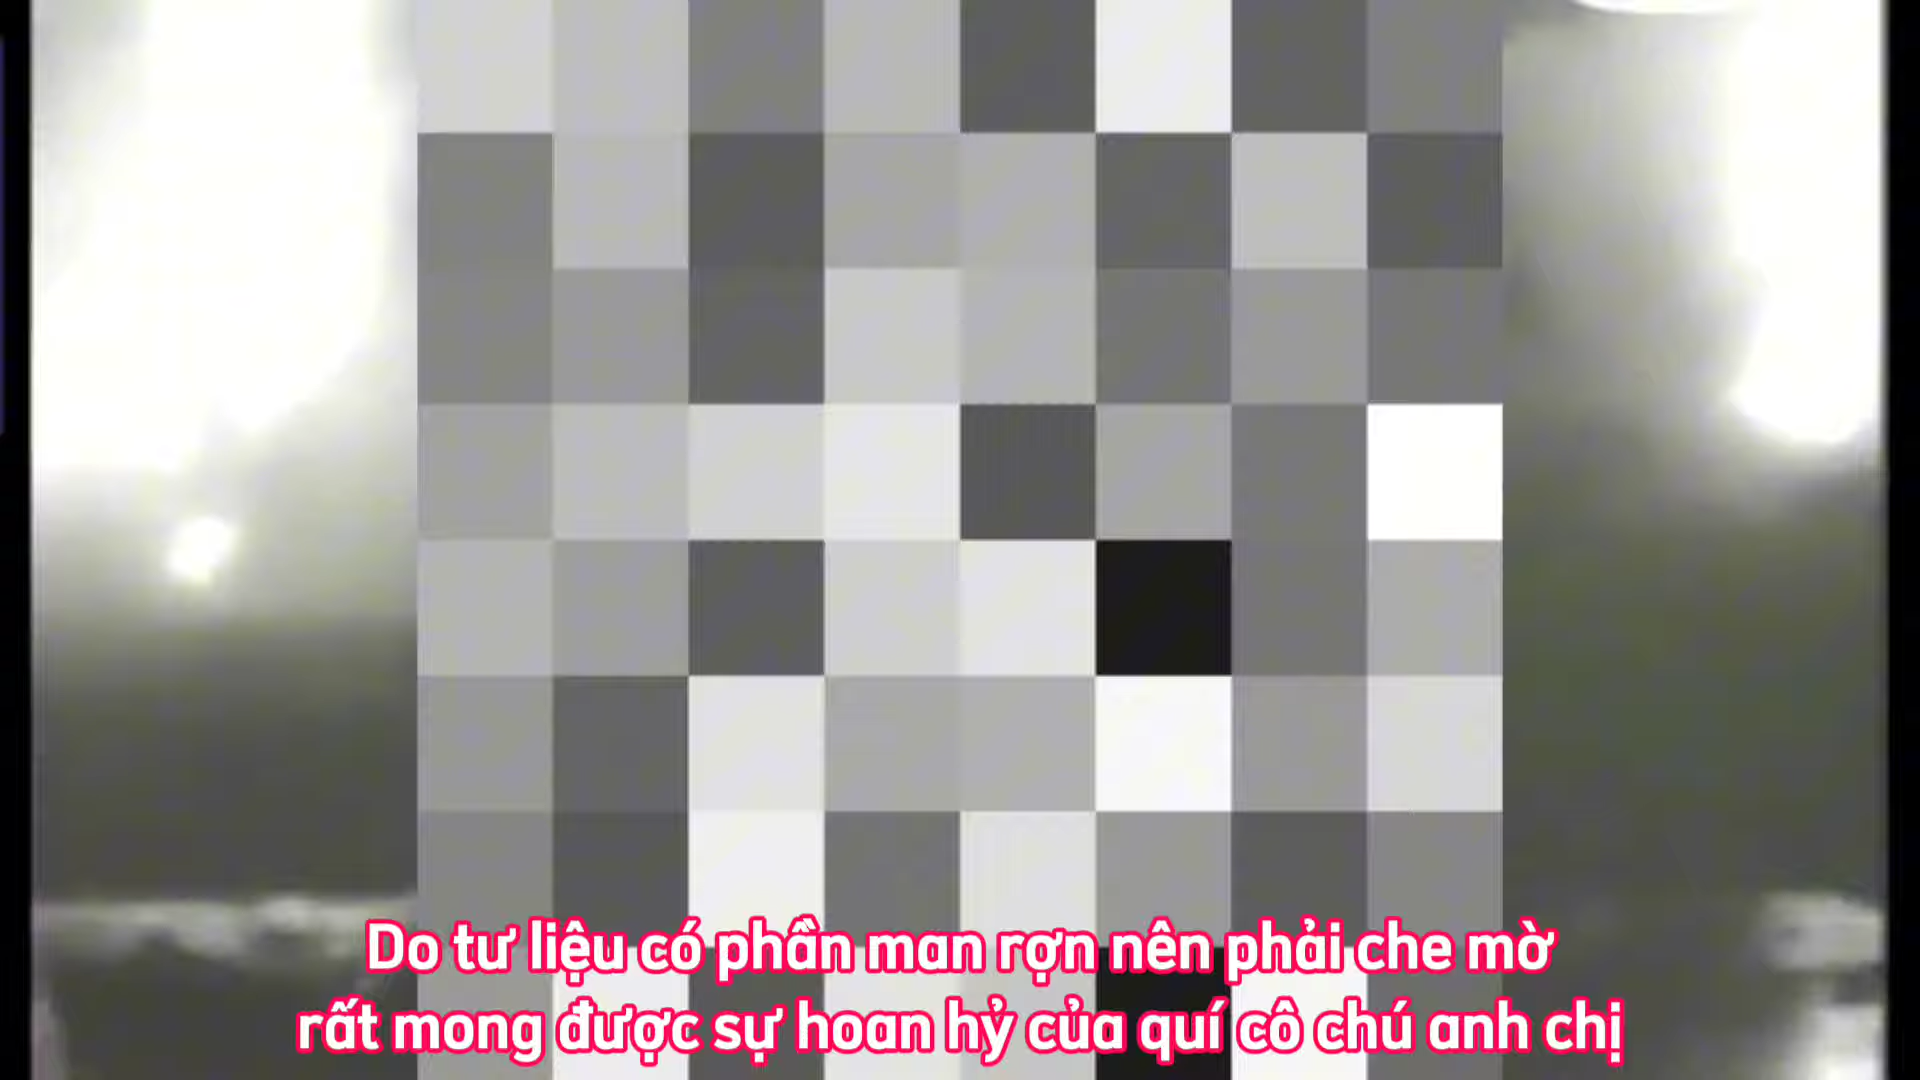 Do tư liệu có phần man rợn nên phải che mờ
rất mong được sự hoan hỷ của quí cô chú anh chị